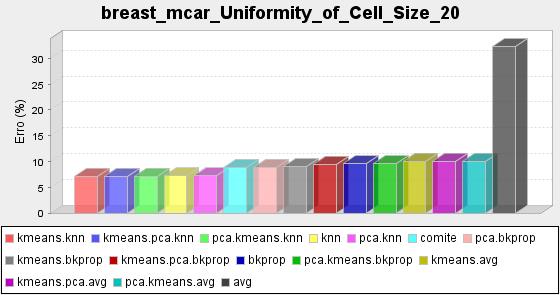 breast_mcar_Uniformity_of_Cell_Size_20
Erro (%)
30
25
20
15
10
5
0
kmeans.knn kmeans.pca.knn pca.kmeans.knn knn pca.knn comite pca.bkprop
kmeans.bkprop kmeans.pca.bkprop bkprop pca.kmeans.bkprop kmeans.avg
kmeans.pca.avg pca.kmeans.avg avg